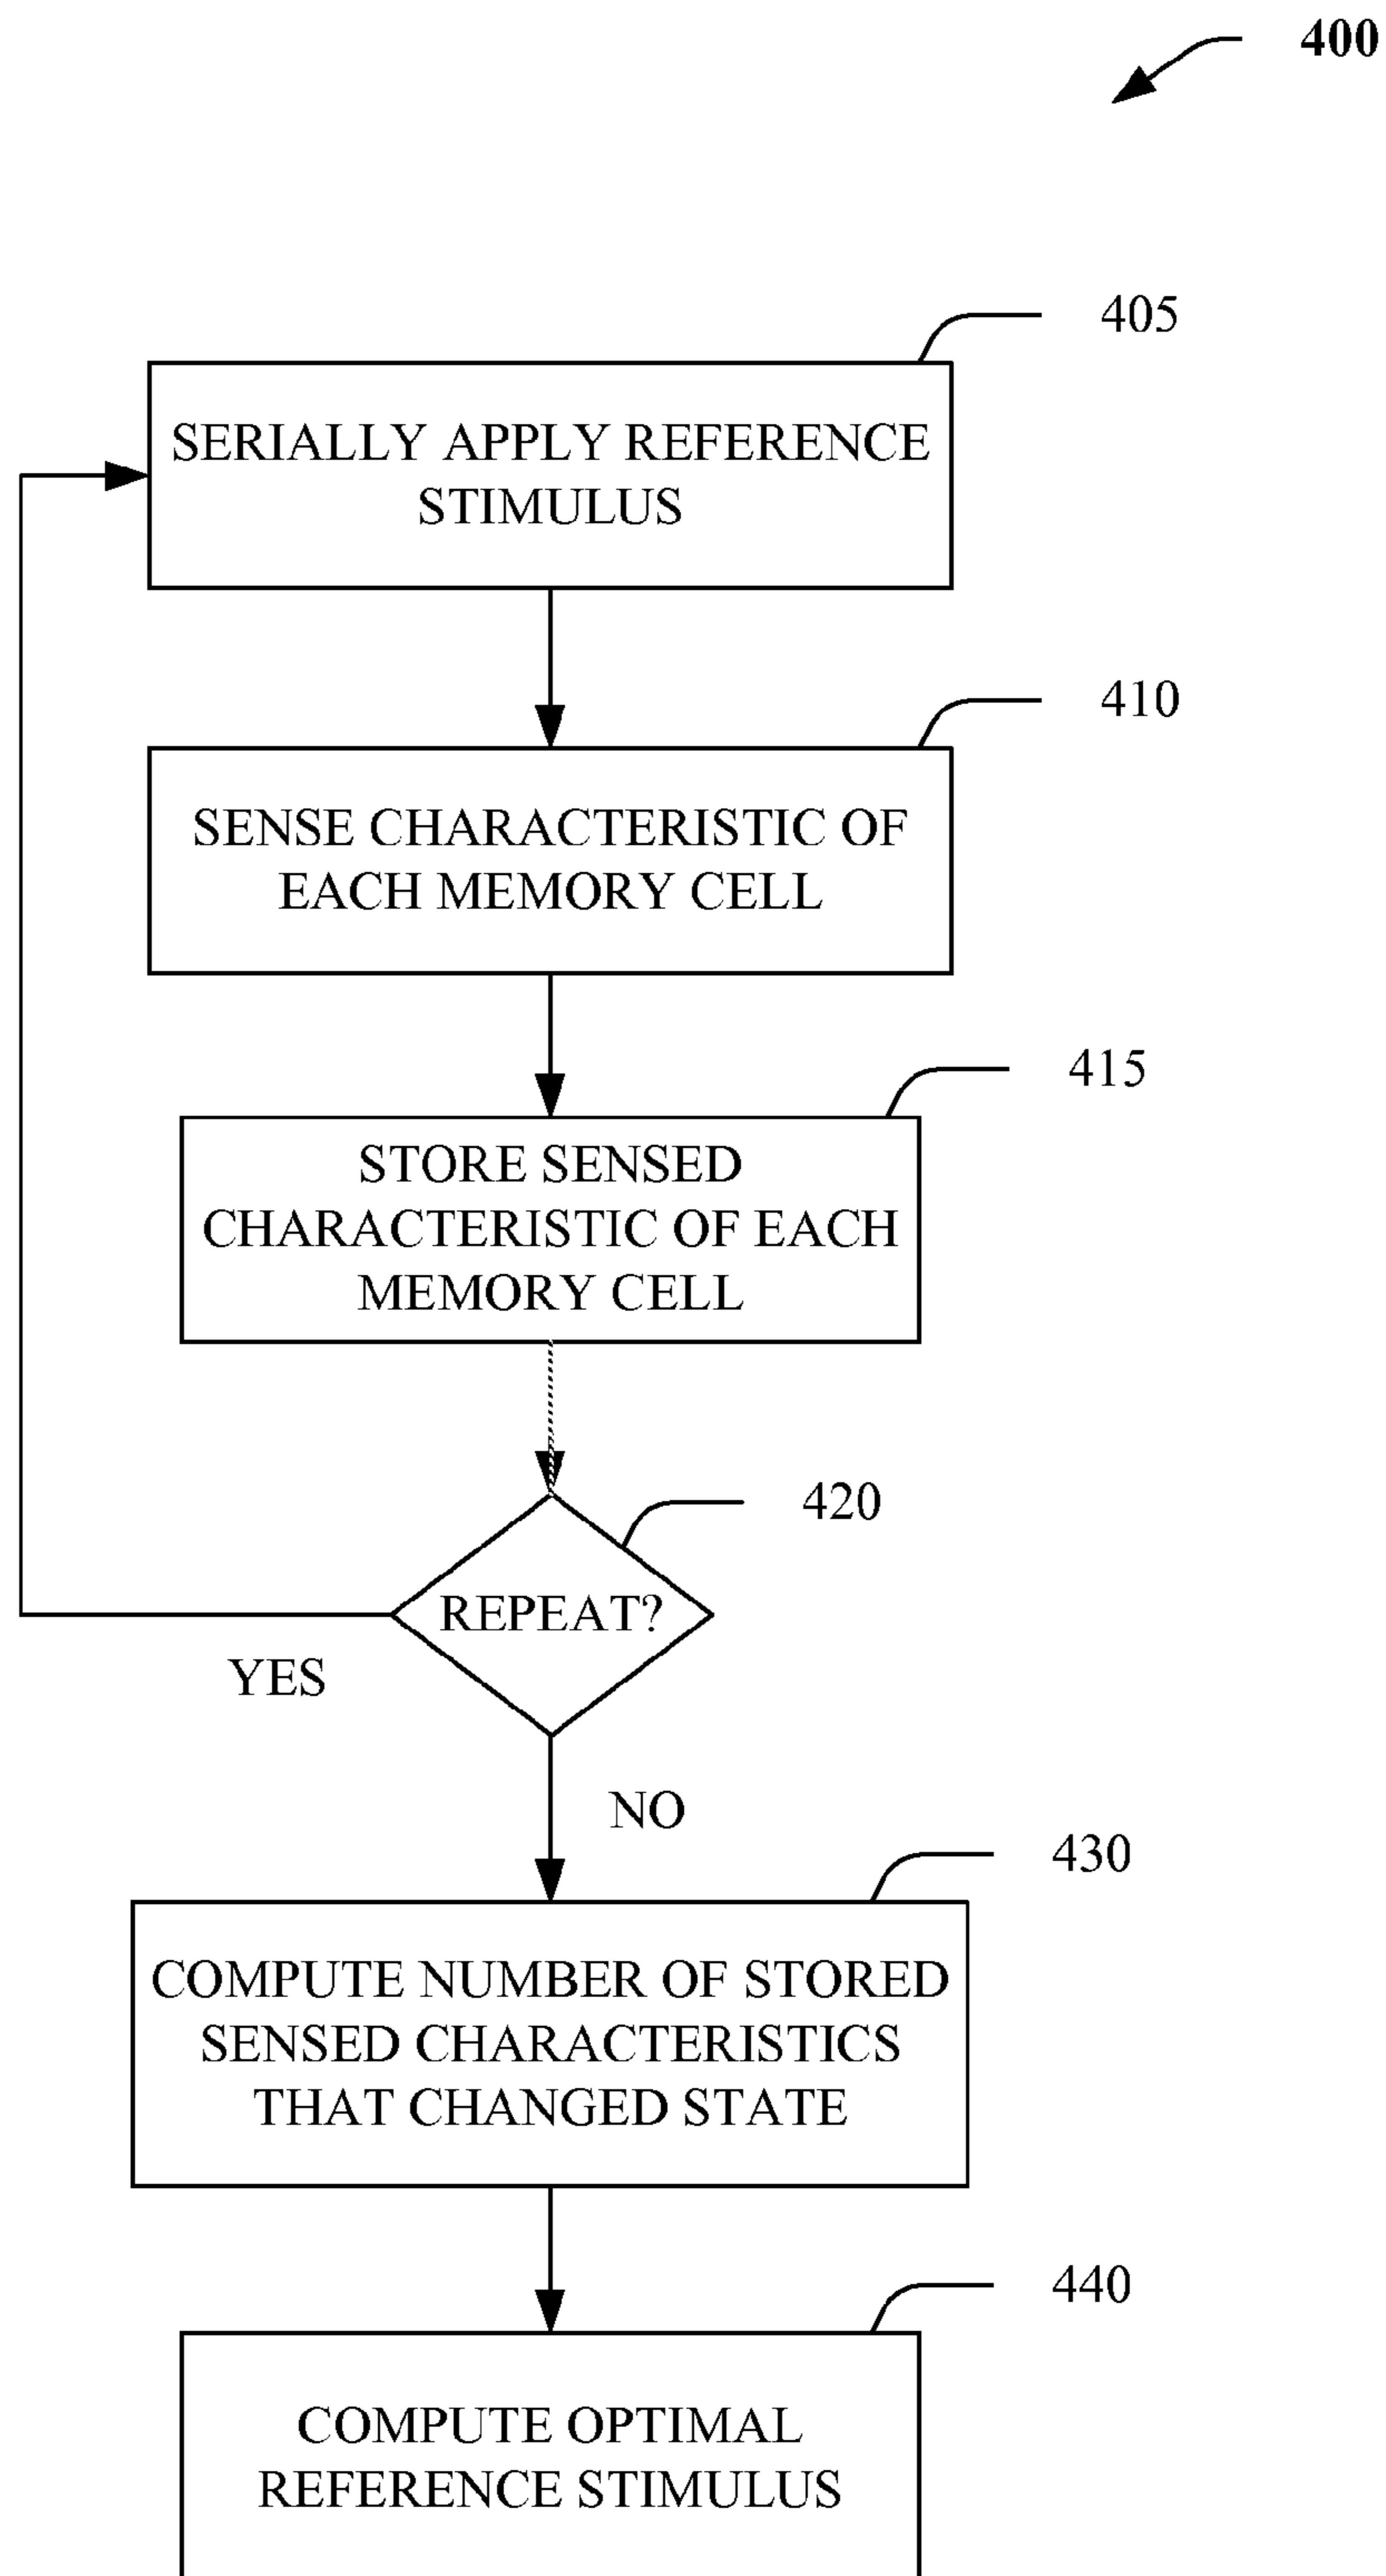 400
405
SERIALLY APPLY REFERENCE
STIMULUS
410
SENSE CHARACTERISTIC OF
EACH MEMORY CELL
415
STORE SENSED
CHARACTERISTIC OF EACH
MEMORY CELL
420
REPEAT?
YES
NO
430
COMPUTE NUMBER OF STORED
SENSED CHARACTERISTICS
THAT CHANGED STATE
440
COMPUTE OPTIMAL
REFERENCE STIMULUS